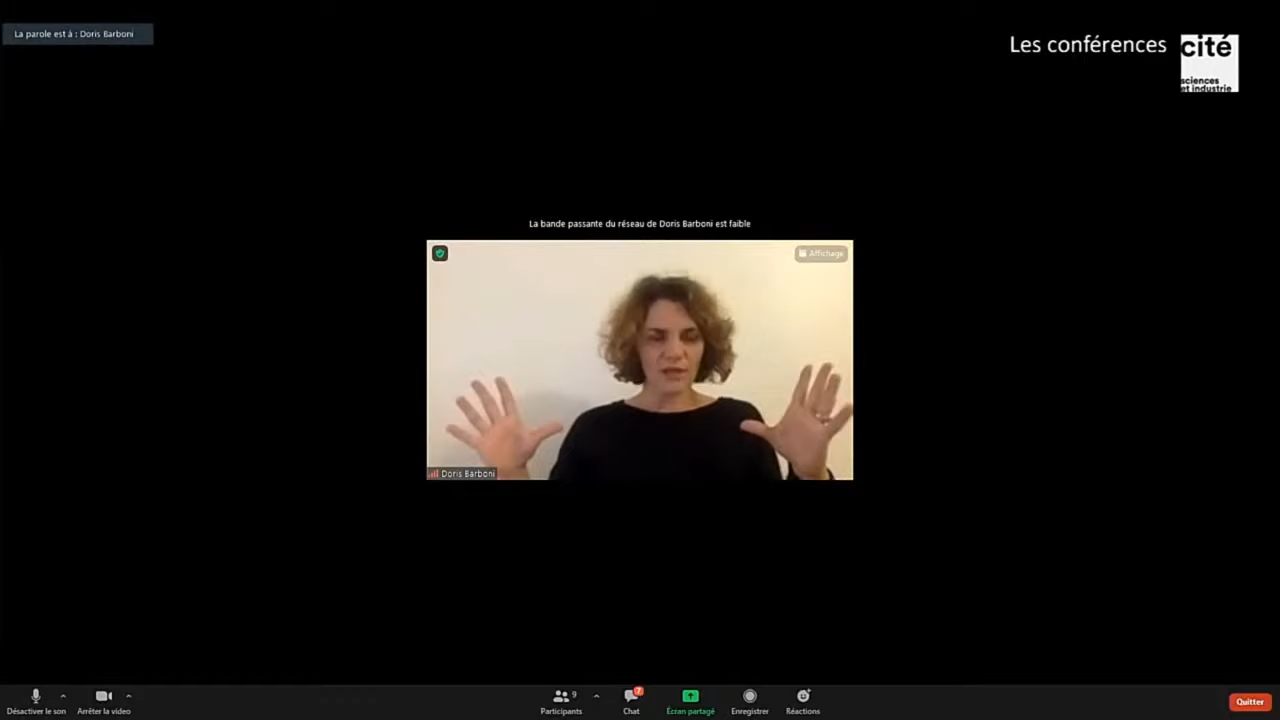 La parole est à : Doris Barboni
Les conférences
cité
sciences
et industrie
La bande passante du réseau de Doris Barboni est faible
Affichage
Doris Barboni
9
7
Désactiver le son
Arrêter la vidéo
Participants
Chat
Écran partagé
Enregistrer
Réactions
Quitter